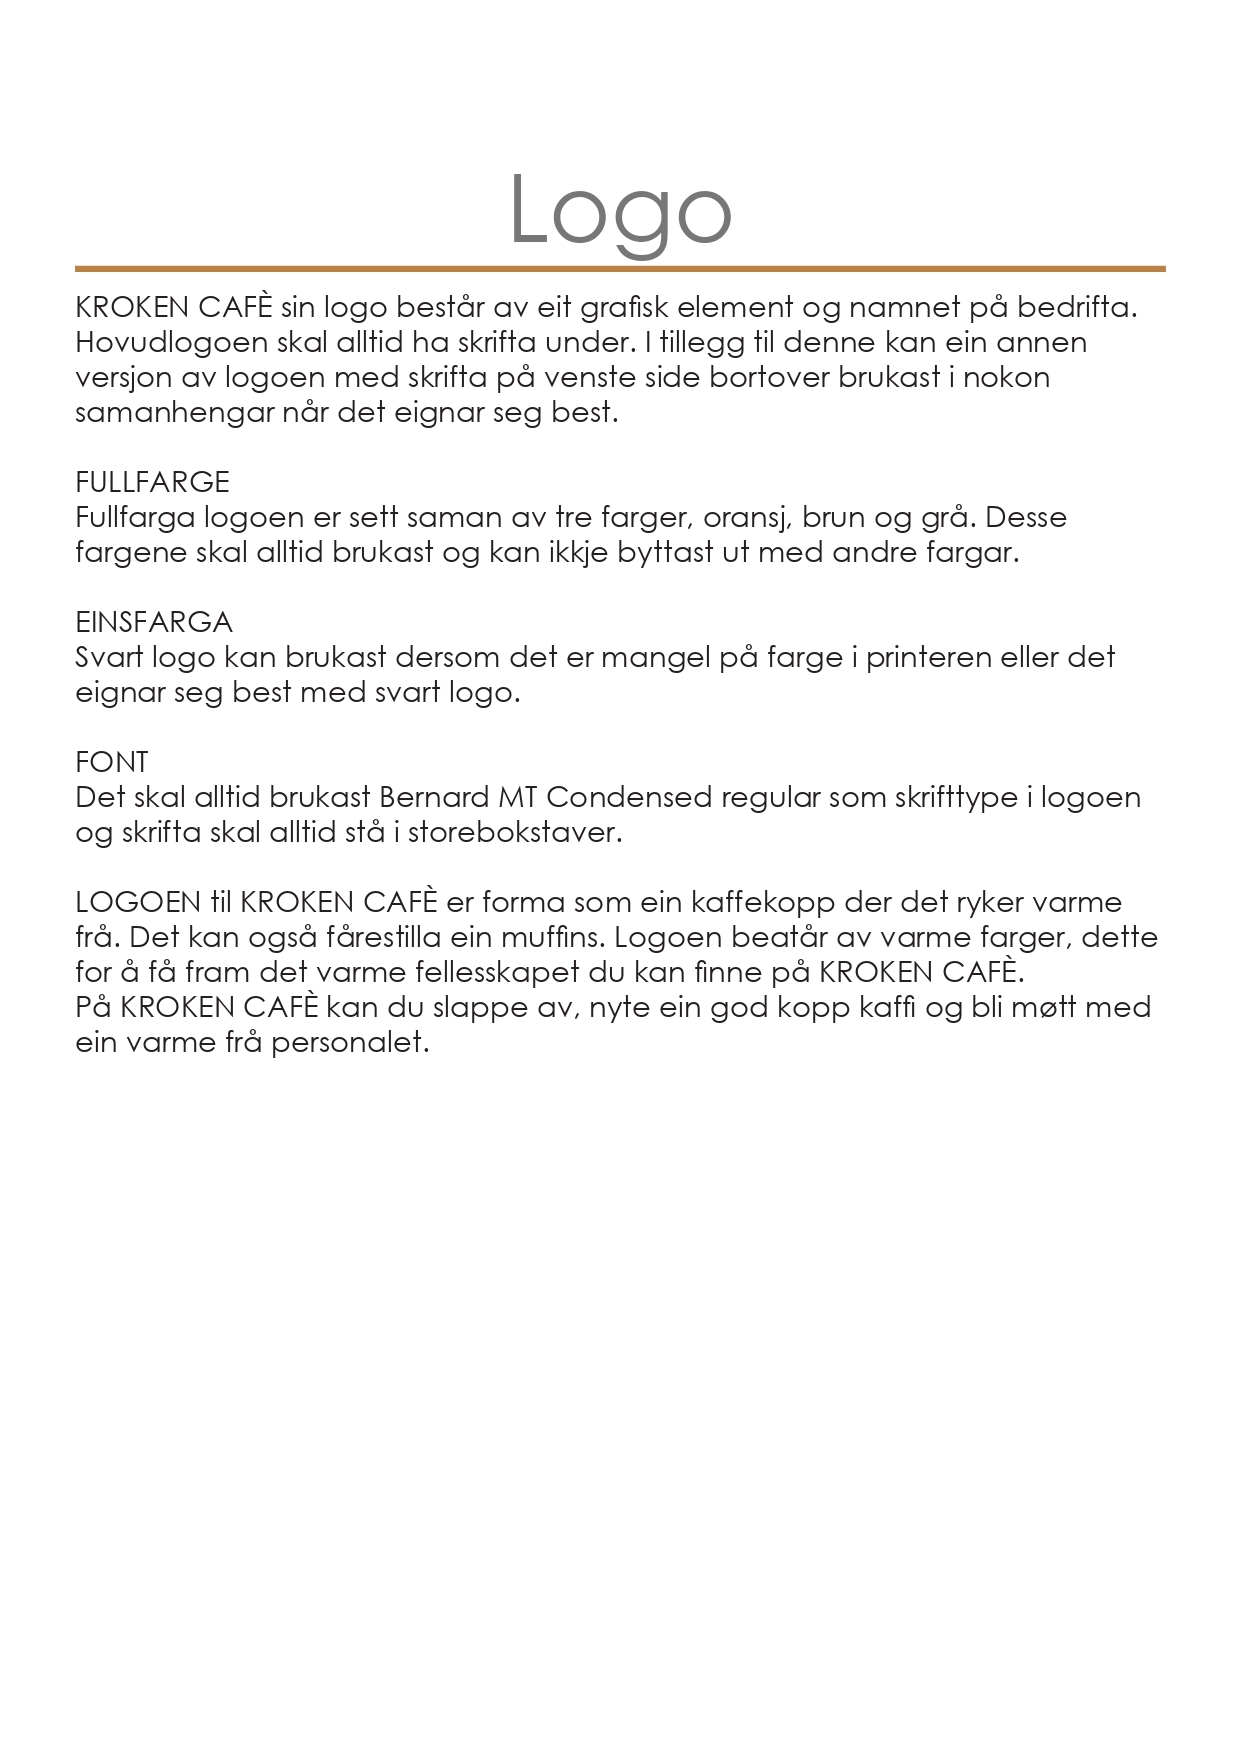 Logo
KROKEN CAFÈ sin logo består av eit grafisk element og namnet på bedrifta.
Hovudlogoen skal alltid ha skrifta under. I tillegg til denne kan ein annen
versjon av logoen med skrifta på venste side bortover brukast i nokon
samanhengar når det eignar seg best.
FULLFARGE
Fullfarga logoen er sett saman av tre farger, oransj, brun og grå. Desse
fargene skal alltid brukast og kan ikkje byttast ut med andre fargar.
EINSFARGA
Svart logo kan brukast dersom det er mangel på farge i printeren eller det
eignar seg best med svart logo.
FONT
Det skal alltid brukast Bernard MT Condensed regular som skrifttype i logoen
og skrifta skal alltid stå i storebokstaver.
LOGOEN til KROKEN CAFÈ er forma som ein kaffekopp der det ryker varme
frå. Det kan også fårestilla ein muffins. Logoen beatår av varme farger, dette
for å få fram det varme fellesskapet du kan finne på KROKEN CAFÈ.
På KROKEN CAFÈ kan du slappe av, nyte ein god kopp kaffi og bli møtt med
ein varme frå personalet.